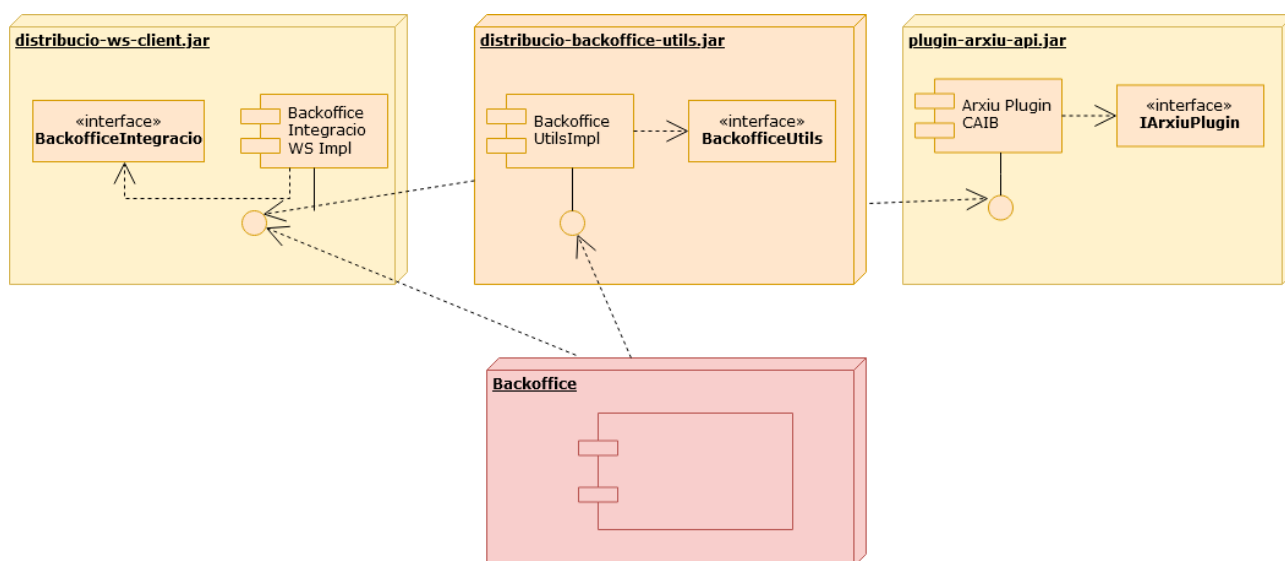 distribucio-ws-client.jar
«interface»
BackofficeIntegracio
Backoffice
Integracio
WS Impl
distribucio-backoffice-utils.jar
Backoffice
UtilsImpl
«interface»
BackofficeUtils
plugin-arxiu-api.jar
Arxiu Plugin
CAIB
«interface»
IArxiuPlugin
Backoffice